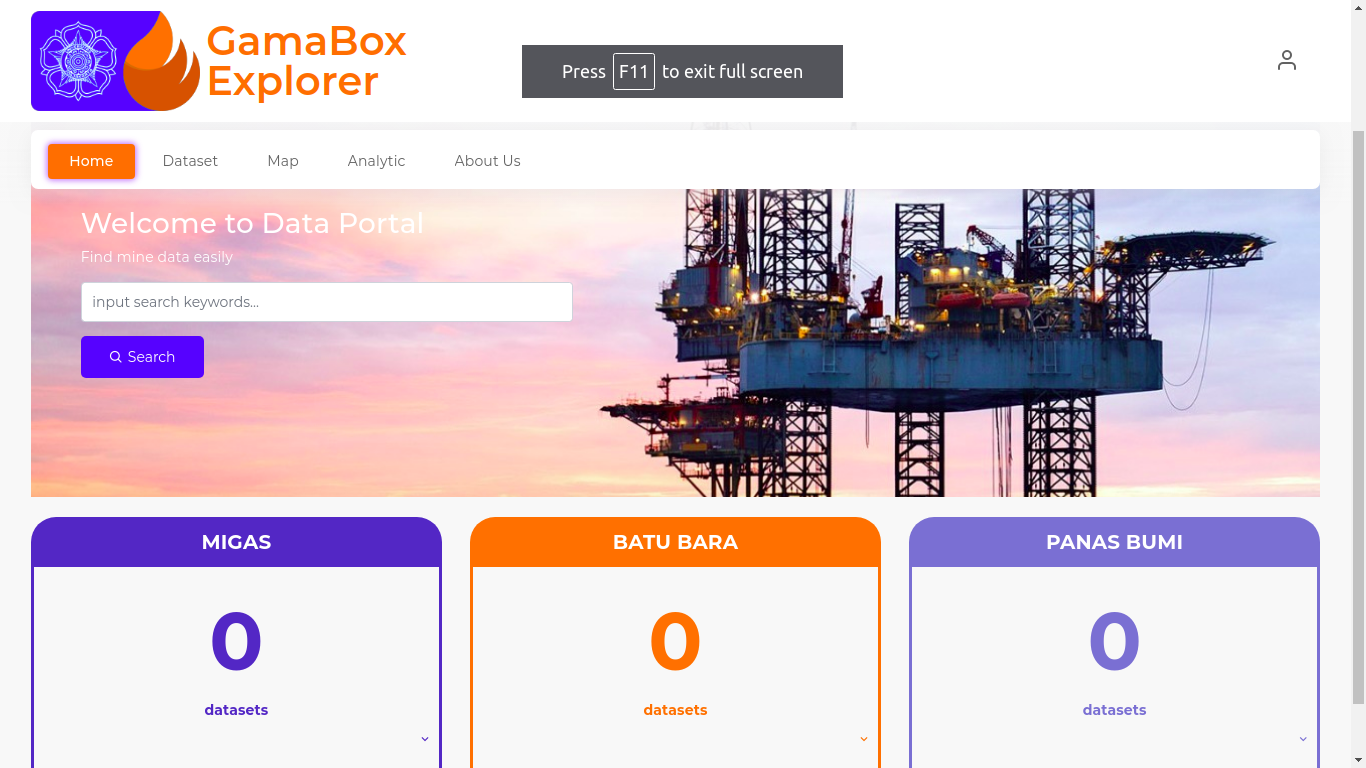 GamaBox
Explorer
Press F11 to exit full screen
Home Dataset Map Analytic About Us
Welcome to Data Portal
Find mine data easily
input search keywords...
Search
MIGAS
0
datasets
BATU BARA
0
datasets
PANAS BUMI
0
datasets